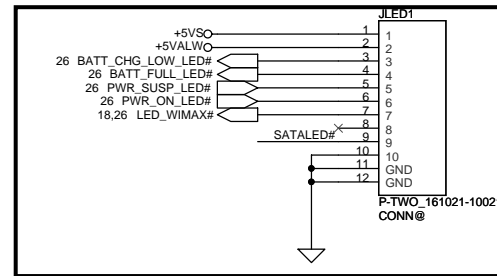 JLED1
+5VS 1 1
+5VALW 2 2
26 BATT_CHG_LOW_LED# 3 3
26 BATT_FULL_LED# 4 4
26 PWR_SUSP_LED# 5 5
26 PWR_ON_LED# 6 6
18,26 LED_WIMAX# 7 7
8 8
SATALED# 9 9
10 10
11 GND
12 GND
P-TWO_161021-10021
CONN@